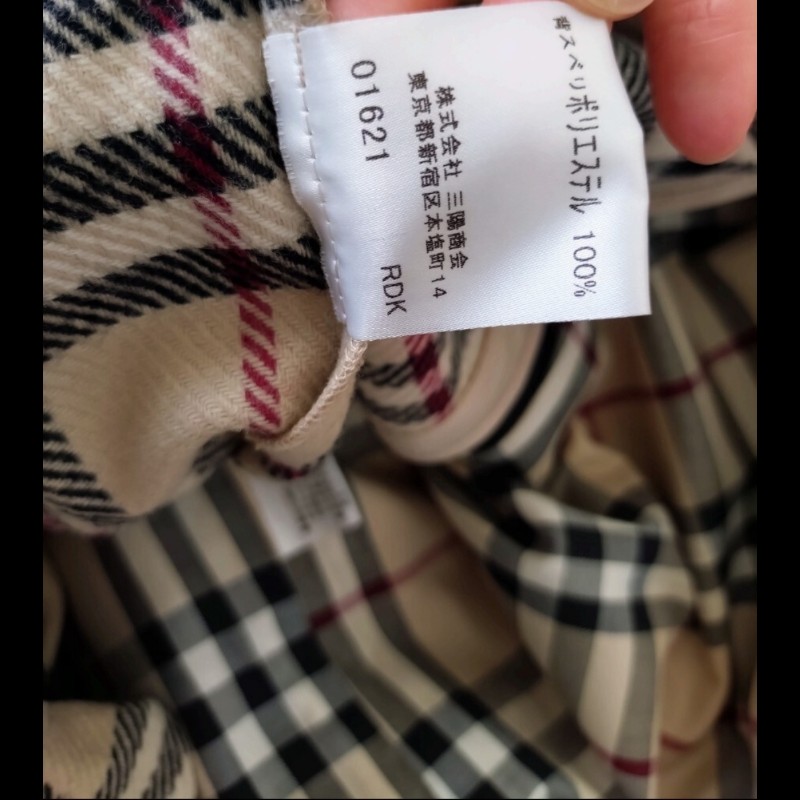 背スベリポリエステル 100%
株式会社 三陽商会
東京都新宿区本塩町14
01621 RDK